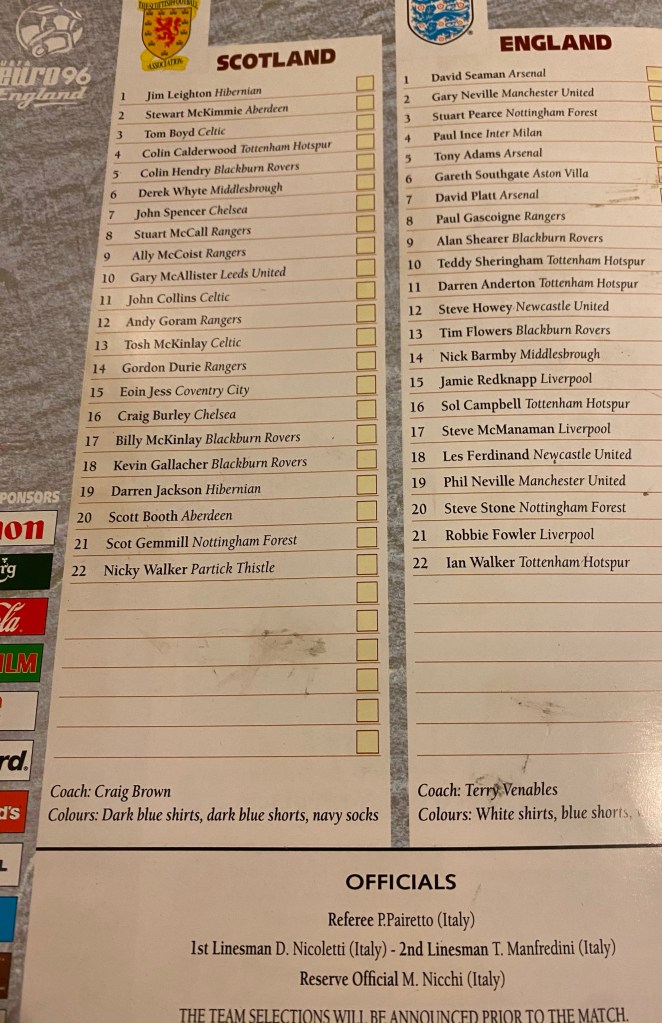 THE SCOTTISH FOOTBALL
ASSOCIATION
UEFA
euro96
England
SCOTLAND
1 Jim Leighton Hibernian
2 Stewart McKimmie Aberdeen
3 Tom Boyd Celtic
4 Colin Calderwood Tottenham Hotspur
5 Colin Hendry Blackburn Rovers
6 Derek Whyte Middlesbrough
7 John Spencer Chelsea
8 Stuart McCall Rangers
9 Ally McCoist Rangers
10 Gary McAllister Leeds United
11 John Collins Celtic
12 Andy Goram Rangers
13 Tosh McKinlay Celtic
14 Gordon Durie Rangers
15 Eoin Jess Coventry City
16 Craig Burley Chelsea
17 Billy McKinlay Blackburn Rovers
18 Kevin Gallacher Blackburn Rovers
19 Darren Jackson Hibernian
20 Scott Booth Aberdeen
21 Scot Gemmill Nottingham Forest
22 Nicky Walker Partick Thistle
Coach: Craig Brown
Colours: Dark blue shirts, dark blue shorts, navy socks
ENGLAND
1 David Seaman Arsenal
2 Gary Neville Manchester United
3 Stuart Pearce Nottingham Forest
4 Paul Ince Inter Milan
5 Tony Adams Arsenal
6 Gareth Southgate Aston Villa
7 David Platt Arsenal
8 Paul Gascoigne Rangers
9 Alan Shearer Blackburn Rovers
10 Teddy Sheringham Tottenham Hotspur
11 Darren Anderton Tottenham Hotspur
12 Steve Howey Newcastle United
13 Tim Flowers Blackburn Rovers
14 Nick Barmby Middlesbrough
15 Jamie Redknapp Liverpool
16 Sol Campbell Tottenham Hotspur
17 Steve McManaman Liverpool
18 Les Ferdinand Newcastle United
19 Phil Neville Manchester United
20 Steve Stone Nottingham Forest
21 Robbie Fowler Liverpool
22 Ian Walker Tottenham Hotspur
Coach: Terry Venables
Colours: White shirts, blue shorts,
PONSORS
non
rg
la
ILM
rd.
d's
L
OFFICIALS
Referee P.Pairetto (Italy)
1st Linesman D. Nicoletti (Italy) - 2nd Linesman T. Manfredini (Italy)
Reserve Official M. Nicchi (Italy)
THE TEAM SELECTIONS WILL BE ANNOUNCED PRIOR TO THE MATCH.